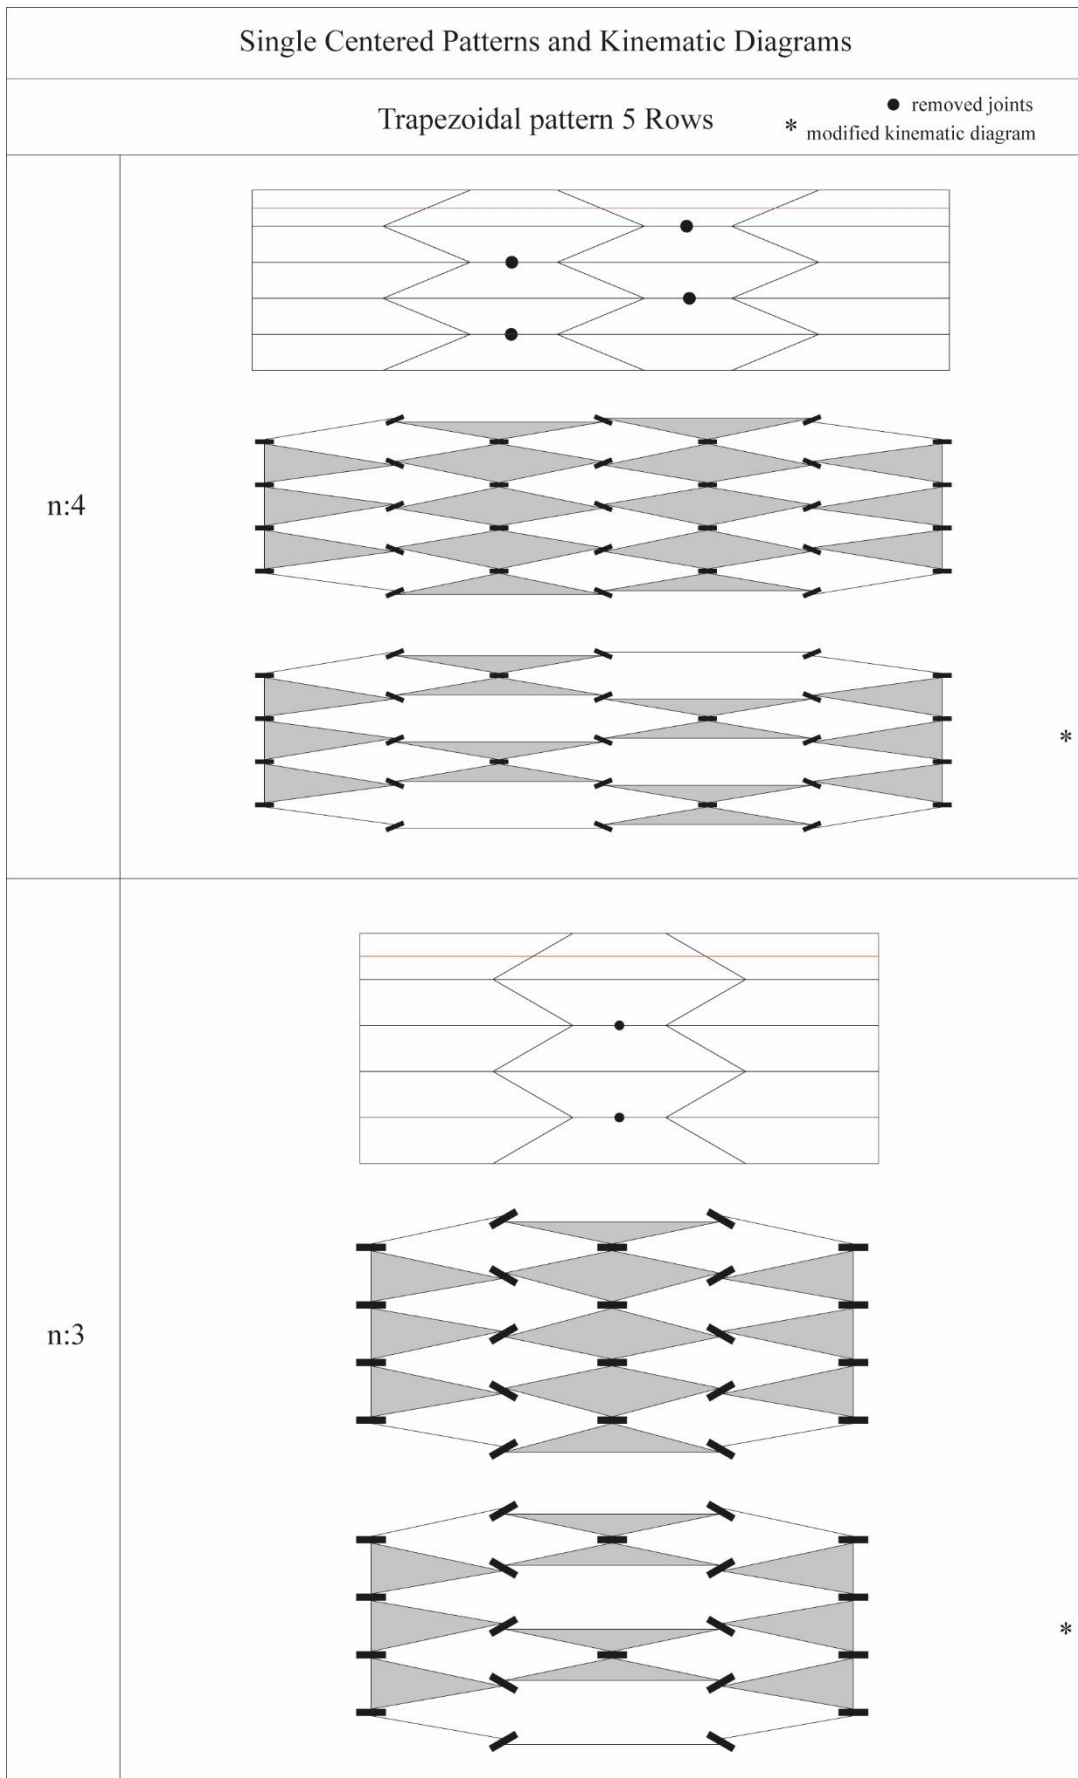 Single Centered Patterns and Kinematic Diagrams
Trapezoidal pattern 5 Rows
● removed joints
* modified kinematic diagram
n:4
*
n:3
*